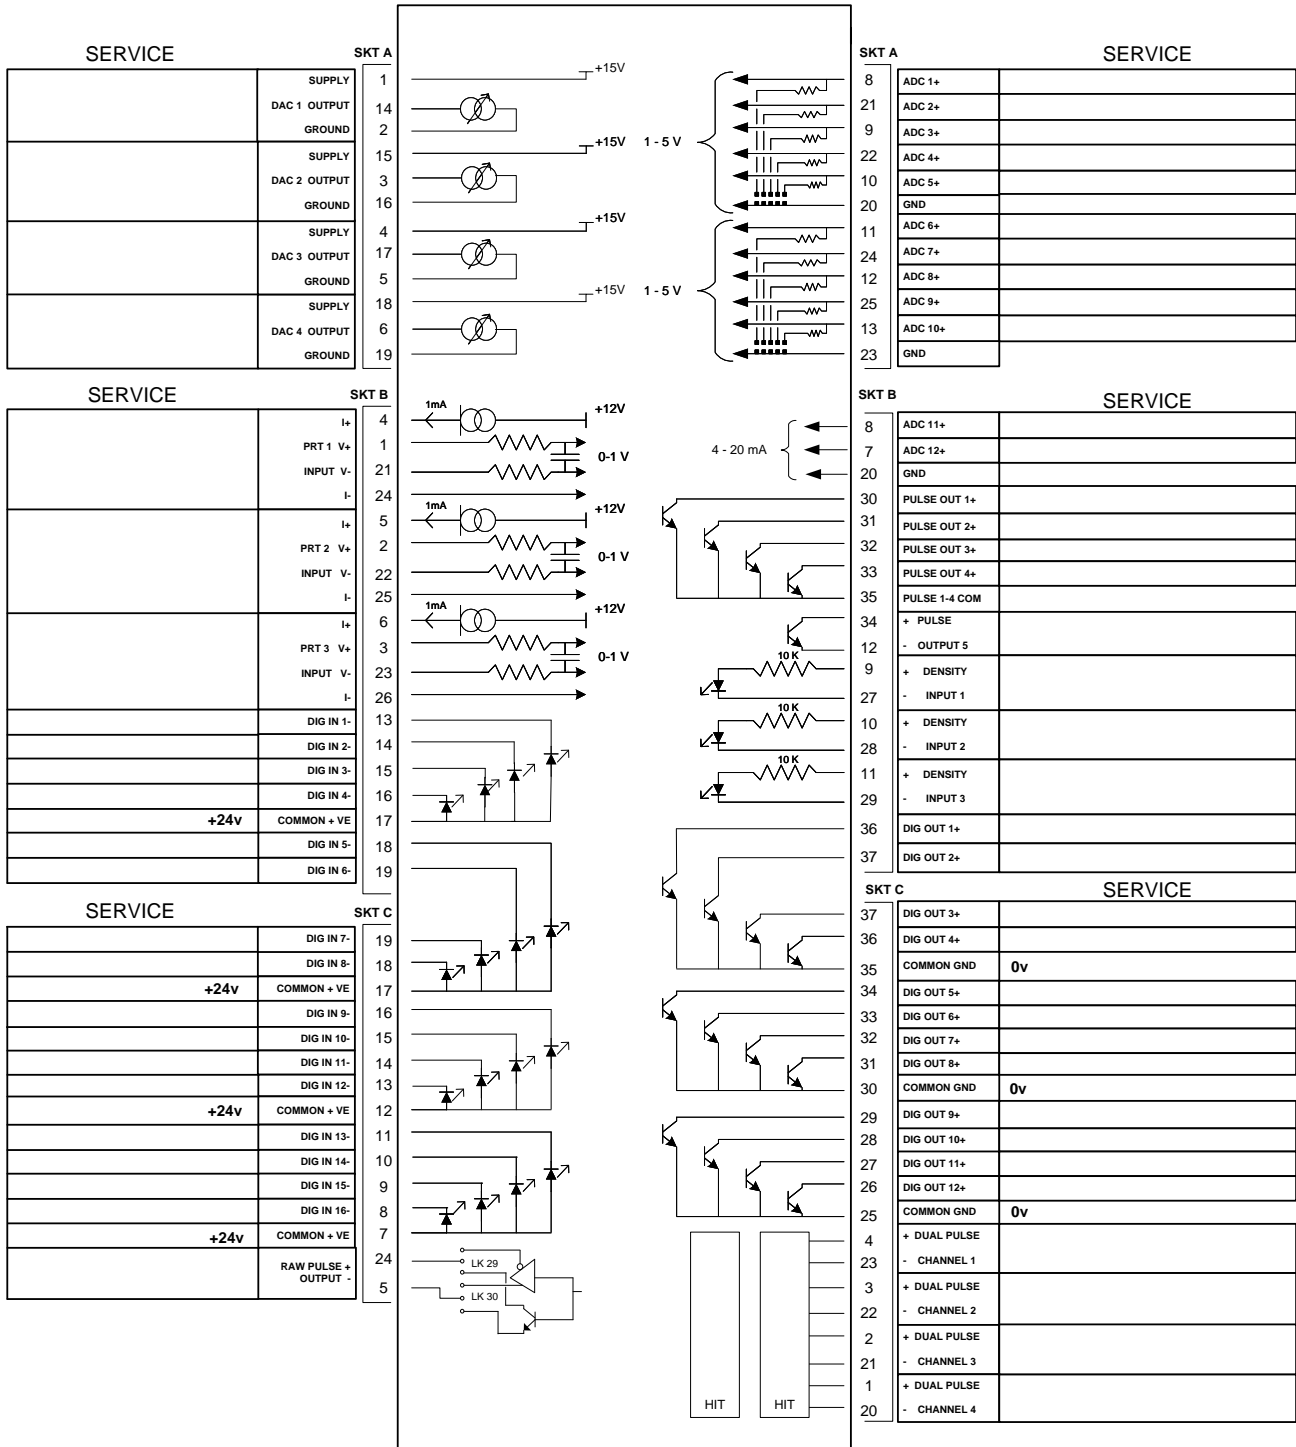 SERVICE SKT A
SUPPLY 1 +15V
DAC 1 OUTPUT 14
GROUND 2
SUPPLY 15 +15V
DAC 2 OUTPUT 3
GROUND 16
SUPPLY 4 +15V
DAC 3 OUTPUT 17
GROUND 5
SUPPLY 18 +15V
DAC 4 OUTPUT 6
GROUND 19
SERVICE
SKT B
I+ 4 1mA +12V
PRT 1 V+ 1
INPUT V- 21 0-1 V
I- 24
I+ 5 1mA +12V
PRT 2 V+ 2
INPUT V- 22 0-1 V
I- 25
I+ 6 1mA +12V
PRT 3 V+ 3
INPUT V- 23 0-1 V
I- 26
DIG IN 1- 13
DIG IN 2- 14
DIG IN 3- 15
DIG IN 4- 16
+24v COMMON + VE 17
DIG IN 5- 18
DIG IN 6- 19
SERVICE SKT C
DIG IN 7- 19
DIG IN 8- 18
+24v COMMON + VE 17
DIG IN 9- 16
DIG IN 10- 15
DIG IN 11- 14
DIG IN 12- 13
+24v COMMON + VE 12
DIG IN 13- 11
DIG IN 14- 10
DIG IN 15- 9
DIG IN 16- 8
+24v COMMON + VE 7
RAW PULSE + 24 LK 29
OUTPUT - 5 LK 30
SKT A SERVICE
8 ADC 1+
21 ADC 2+
9 ADC 3+
1 - 5 V
22 ADC 4+
10 ADC 5+
20 GND
11 ADC 6+
24 ADC 7+
12 ADC 8+
1 - 5 V
25 ADC 9+
13 ADC 10+
23 GND
SKT B SERVICE
8 ADC 11+
4 - 20 mA 7 ADC 12+
20 GND
30 PULSE OUT 1+
31 PULSE OUT 2+
32 PULSE OUT 3+
33 PULSE OUT 4+
35 PULSE 1-4 COM
34 + PULSE
12 - OUTPUT 5
10 K 9 + DENSITY
27 - INPUT 1
10 K 10 + DENSITY
28 - INPUT 2
10 K 11 + DENSITY
29 - INPUT 3
36 DIG OUT 1+
37 DIG OUT 2+
SKT C SERVICE
37 DIG OUT 3+
36 DIG OUT 4+
35 COMMON GND 0v
34 DIG OUT 5+
33 DIG OUT 6+
32 DIG OUT 7+
31 DIG OUT 8+
30 COMMON GND 0v
29 DIG OUT 9+
28 DIG OUT 10+
27 DIG OUT 11+
26 DIG OUT 12+
25 COMMON GND 0v
4 + DUAL PULSE
23 - CHANNEL 1
3 + DUAL PULSE
22 - CHANNEL 2
2 + DUAL PULSE
21 - CHANNEL 3
1 + DUAL PULSE
20 - CHANNEL 4
HIT HIT